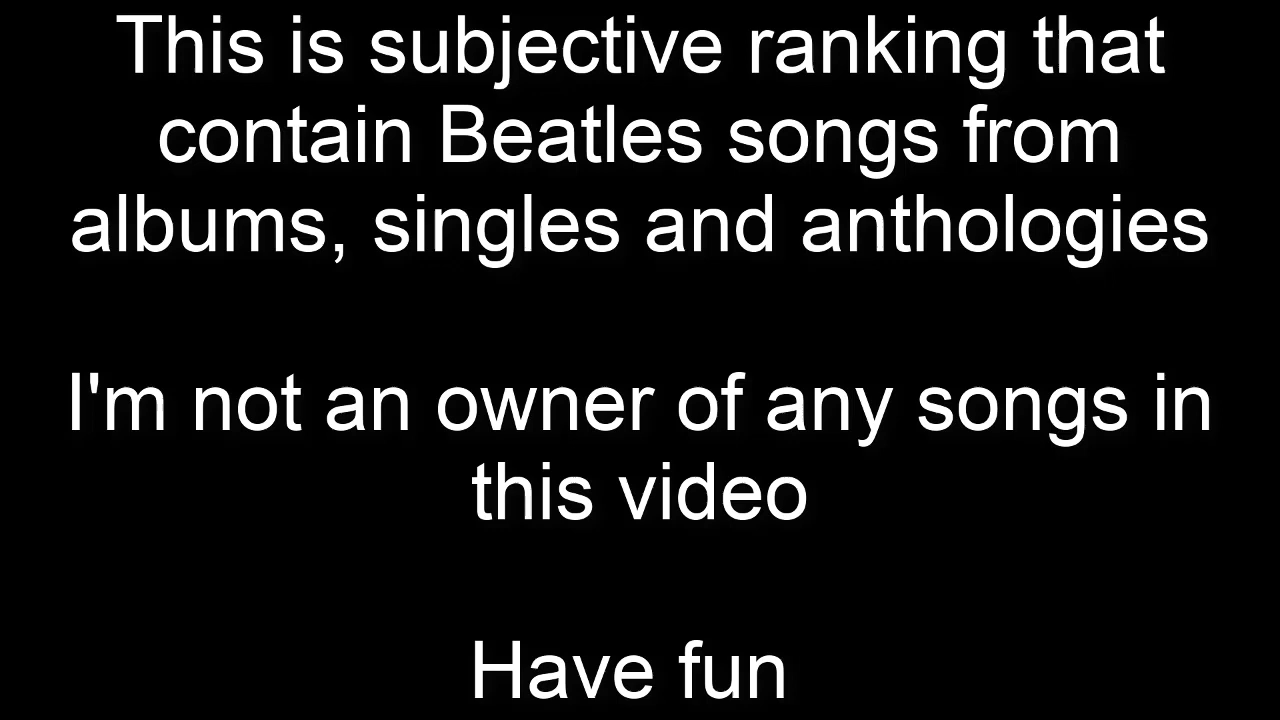 This is subjective ranking that
contain Beatles songs from
albums, singles and anthologies
I'm not an owner of any songs in
this video
Have fun